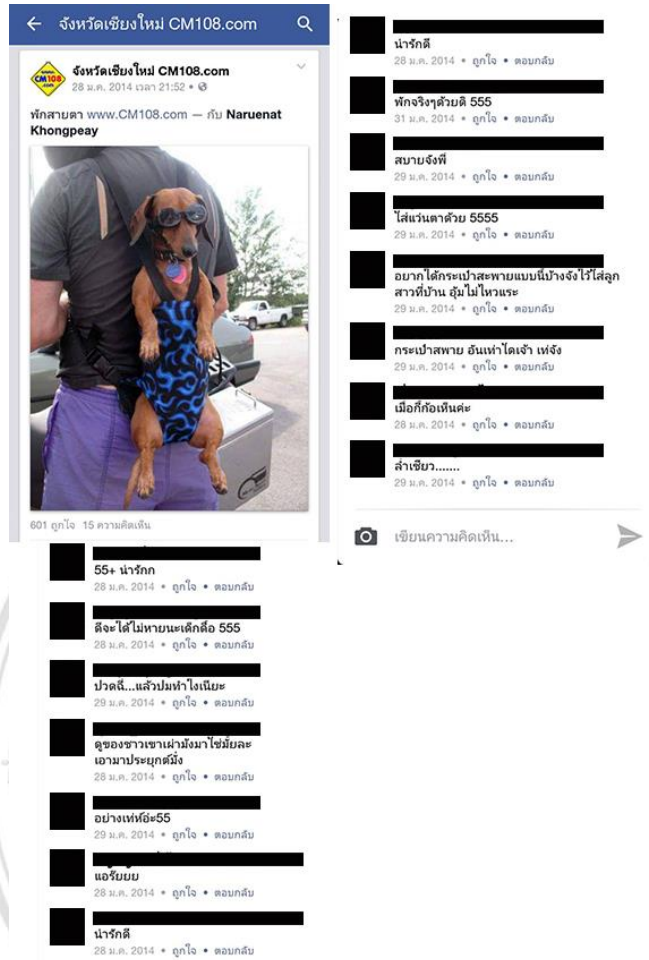 จังหวัดเชียงใหม่ CM108.com
CM108
.com
จังหวัดเชียงใหม่ CM108.com
28 ม.ค. 2014 เวลา 21:52
พักสายตา www.CM108.com — กับ Naruenat
Khongpeay
601 ถูกใจ 15 ความคิดเห็น
55+ น่ารักก
28 ม.ค. 2014 • ถูกใจ • ตอบกลับ
ดีจะได้ไม่หายนะเด็กดื้อ 555
28 ม.ค. 2014 • ถูกใจ • ตอบกลับ
ปวดฉี่...แล้วปมทำไงเนียะ
29 ม.ค. 2014 • ถูกใจ • ตอบกลับ
ดูของชาวเขาเผ่ามังมาใช่มั้ยละ
เอามาประยุกต์มั่ง
28 ม.ค. 2014 • ถูกใจ • ตอบกลับ
อย่างเท่ห์อ่ะ55
29 ม.ค. 2014 • ถูกใจ • ตอบกลับ
แอร๊ยยย
28 ม.ค. 2014 • ถูกใจ • ตอบกลับ
น่ารักดี
28 ม.ค. 2014 • ถูกใจ • ตอบกลับ
น่ารักดี
28 ม.ค. 2014 • ถูกใจ • ตอบกลับ
พักจริงๆด้วยดิ 555
31 ม.ค. 2014 • ถูกใจ • ตอบกลับ
สบายจังพี่
29 ม.ค. 2014 • ถูกใจ • ตอบกลับ
ใส่แว่นตาด้วย 5555
29 ม.ค. 2014 • ถูกใจ • ตอบกลับ
อยากได้กระเป๋าสะพายแบบนี้บ้างจังไว้ใส่ลูก
สาวที่บ้าน อุ้มไม่ไหวแระ
29 ม.ค. 2014 • ถูกใจ • ตอบกลับ
กระเป๋าสพาย อันเท่าไดเจ้า เท่จัง
29 ม.ค. 2014 • ถูกใจ • ตอบกลับ
เมื่อกี้ก้อเห็นค่ะ
28 ม.ค. 2014 • ถูกใจ • ตอบกลับ
ลำเซียว.......
29 ม.ค. 2014 • ถูกใจ • ตอบกลับ
เขียนความคิดเห็น...